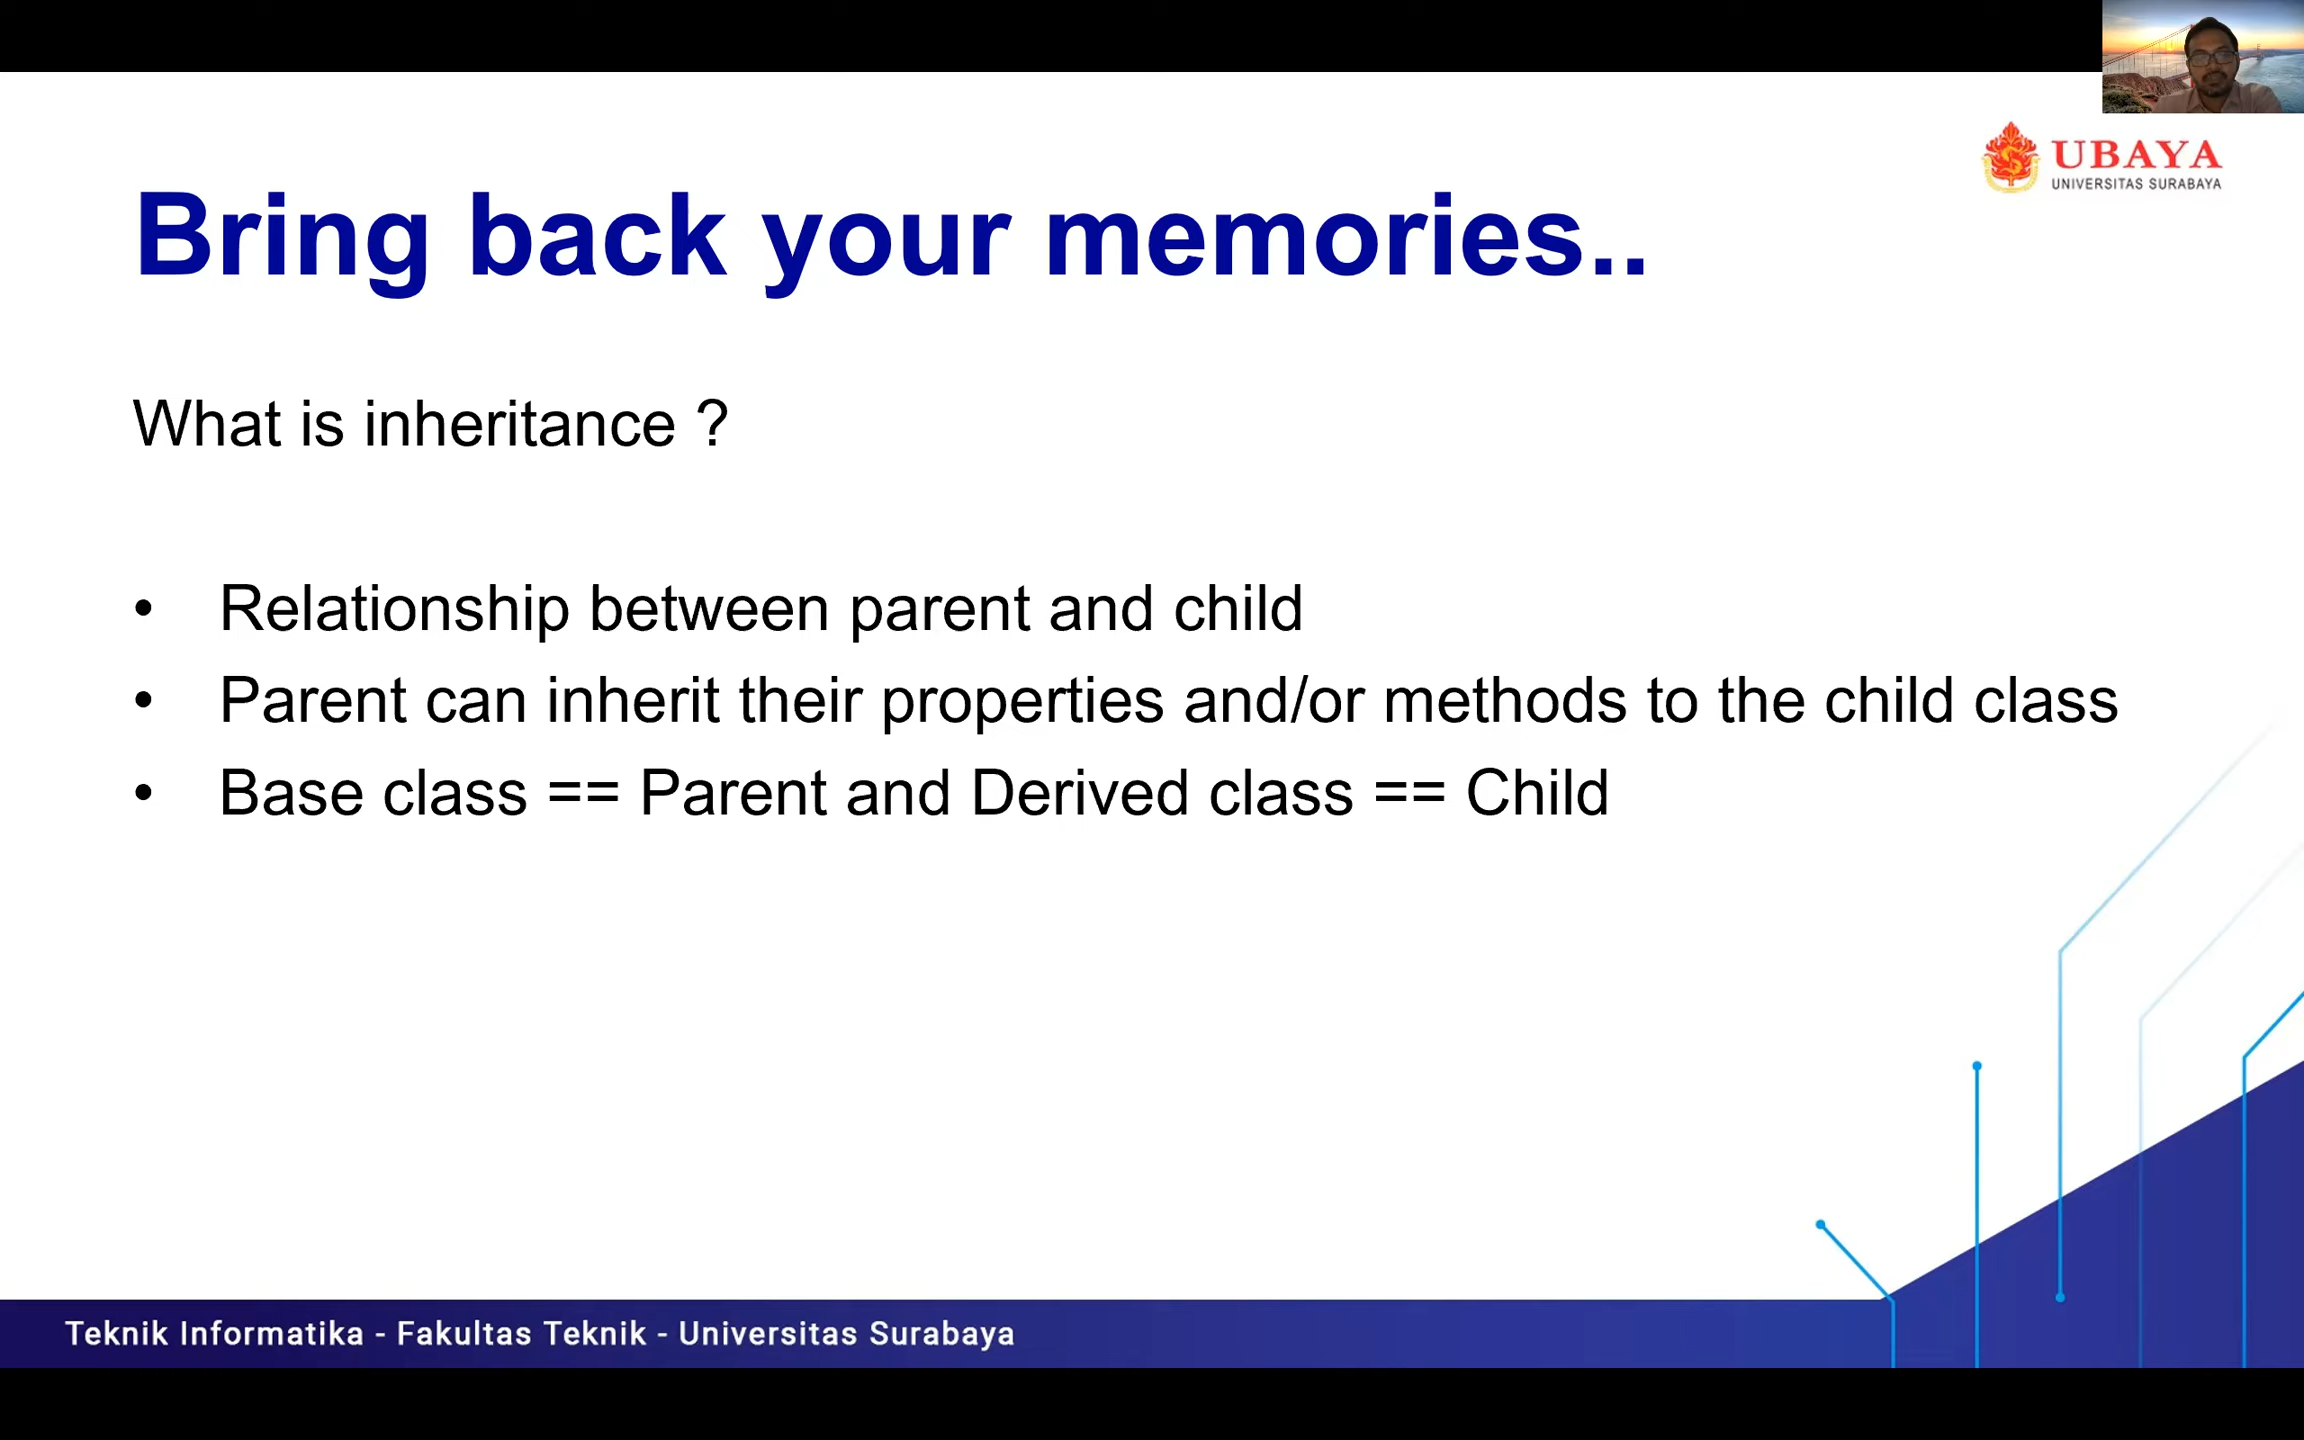 UBAYA
UNIVERSITAS SURABAYA
Bring back your memories..
What is inheritance ?
• Relationship between parent and child
• Parent can inherit their properties and/or methods to the child class
• Base class == Parent and Derived class == Child
Teknik Informatika - Fakultas Teknik - Universitas Surabaya